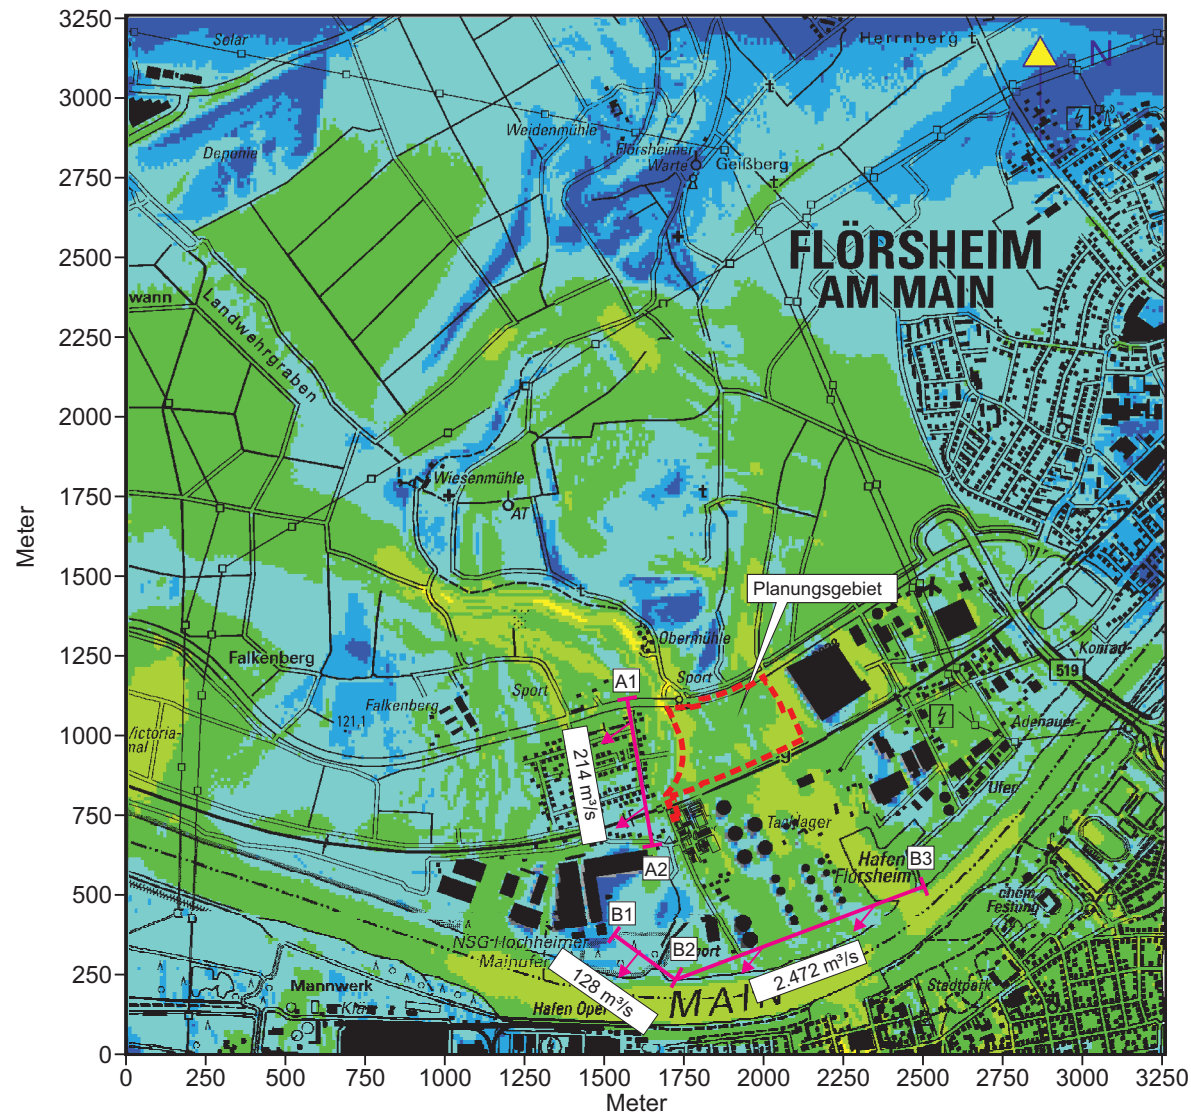 3250
3000
2750
2500
2250
2000
1750
1500
1250
1000
750
500
250
0
Meter
0
250
500
750
1000
1250
1500
1750
2000
2250
2500
2750
3000
3250
Meter
Solar
Herrnberg
N
Weidenmühle
Deponie
Flörsheimer
Warte
Geißberg
FLÖRSHEIM
AM MAIN
wann
Landwehrgraben
Wiesenmühle
AT
Planungsgebiet
Obermühle
Falkenberg
Sport
Sport
Konrad-
519
A1
Falkenberg
121,1
Victoria-
mal
Adenauer-
214 m³/s
Ufer
Tanklager
A2
Hafen
Flörsheim
B3
B1
NSG Hochheimer
Mainufer
B2
128 m³/s
2.472 m³/s
Mannwerk
Hafen Opel
MAIN
Stadtpark